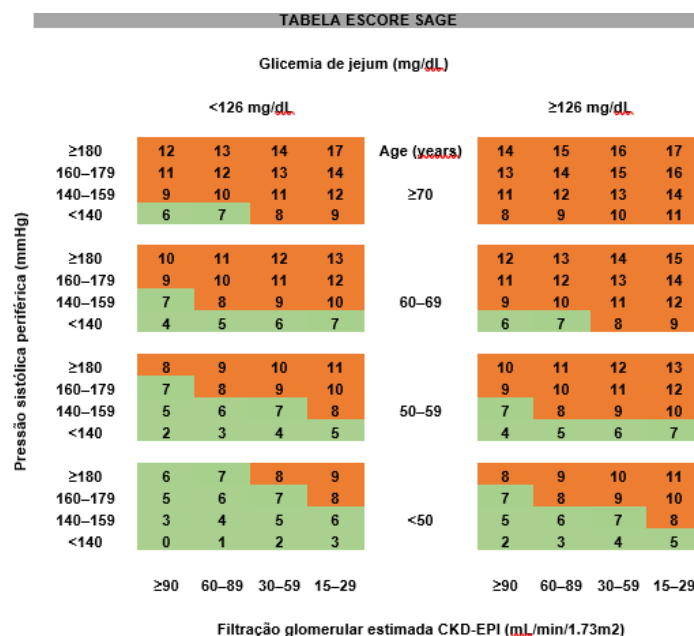 TABELA ESCORE SAGE
Glicemia de jejum (mg/dL)
<126 mg/dL ≥126 mg/dL
Pressão sistólica periférica (mmHg)
≥180 12 13 14 17 Age (years) 14 15 16 17
160–179 11 12 13 14 13 14 15 16
140–159 9 10 11 12 ≥70 11 12 13 14
<140 6 7 8 9 8 9 10 11
≥180 10 11 12 13 12 13 14 15
160–179 9 10 11 12 11 12 13 14
140–159 7 8 9 10 60–69 9 10 11 12
<140 4 5 6 7 6 7 8 9
≥180 8 9 10 11 10 11 12 13
160–179 7 8 9 10 9 10 11 12
140–159 5 6 7 8 50–59 7 8 9 10
<140 2 3 4 5 4 5 6 7
≥180 6 7 8 9 8 9 10 11
160–179 5 6 7 8 7 8 9 10
140–159 3 4 5 6 <50 5 6 7 8
<140 0 1 2 3 2 3 4 5
≥90 60–89 30–59 15–29 ≥90 60–89 30–59 15–29
Filtração glomerular estimada CKD-EPI (mL/min/1.73m2)